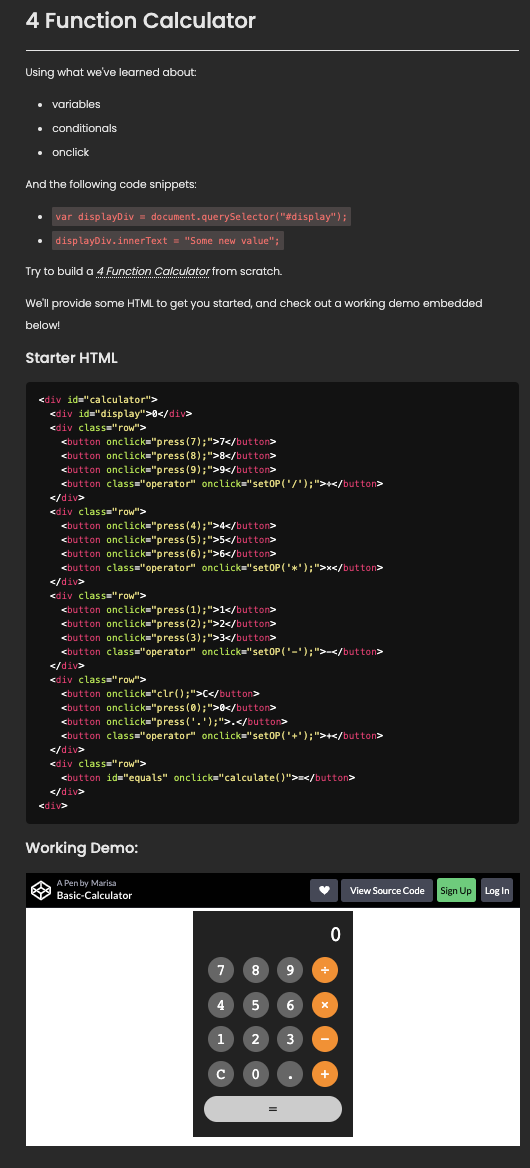 4 Function Calculator
Using what we've learned about:
variables
conditionals
onclick
And the following code snippets:
var displayDiv = document.querySelector("#display");
displayDiv.innerText = "Some new value";
Try to build a 4 Function Calculator from scratch.
We'll provide some HTML to get you started, and check out a working demo embedded
below!
Starter HTML
<div id="calculator">
<div id="display">0</div>
<div class="row">
<button onclick="press(7);">7</button>
<button onclick="press(8);">8</button>
<button onclick="press(9);">9</button>
<button class="operator" onclick="setOP('/');">÷</button>
</div>
<div class="row">
<button onclick="press(4);">4</button>
<button onclick="press(5);">5</button>
<button onclick="press(6);">6</button>
<button class="operator" onclick="setOP('*');">×</button>
</div>
<div class="row">
<button onclick="press(1);">1</button>
<button onclick="press(2);">2</button>
<button onclick="press(3);">3</button>
<button class="operator" onclick="setOP('-');">−</button>
</div>
<div class="row">
<button onclick="clr();">C</button>
<button onclick="press(0);">0</button>
<button onclick="press('.');">.</button>
<button class="operator" onclick="setOP('+');">+</button>
</div>
<div class="row">
<button id="equals" onclick="calculate()">=</button>
</div>
<div>
Working Demo:
A Pen by Marisa
Basic-Calculator
View Source Code Sign Up Log In
0
7 8 9 ÷
4 5 6 ×
1 2 3 −
C 0 . +
=